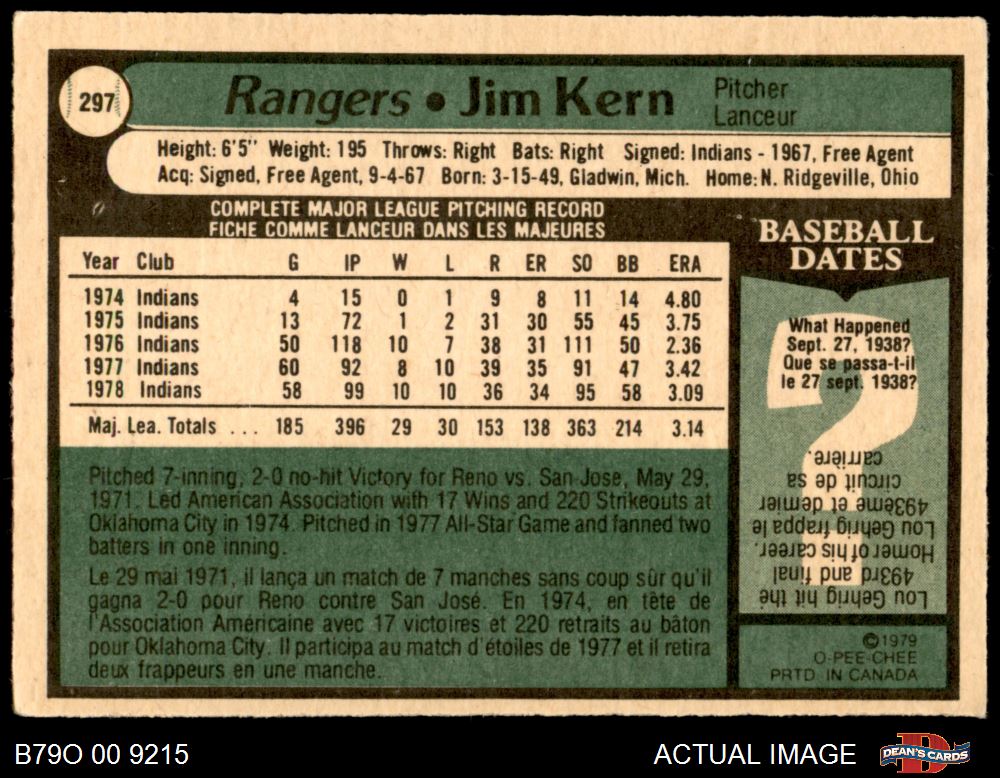 297
Rangers • Jim Kern
Pitcher
Lanceur
Height: 6'5" Weight: 195 Throws: Right Bats: Right Signed: Indians - 1967, Free Agent
Acq: Signed, Free Agent, 9-4-67 Born: 3-15-49, Gladwin, Mich. Home: N. Ridgeville, Ohio
COMPLETE MAJOR LEAGUE PITCHING RECORD
FICHE COMME LANCEUR DANS LES MAJEURES
Year Club G IP W L R ER SO BB ERA
1974 Indians 4 15 0 1 9 8 11 14 4.80
1975 Indians 13 72 1 2 31 30 55 45 3.75
1976 Indians 50 118 10 7 38 31 111 50 2.36
1977 Indians 60 92 8 10 39 35 91 47 3.42
1978 Indians 58 99 10 10 36 34 95 58 3.09
Maj. Lea. Totals ... 185 396 29 30 153 138 363 214 3.14
Pitched 7-inning, 2-0 no-hit Victory for Reno vs. San Jose, May 29,
1971. Led American Association with 17 Wins and 220 Strikeouts at
Oklahoma City in 1974. Pitched in 1977 All-Star Game and fanned two
batters in one inning.
Le 29 mai 1971, il lança un match de 7 manches sans coup sûr qu'il
gagna 2-0 pour Reno contre San José. En 1974, en tête de
l'Association Américaine avec 17 victoires et 220 retraits au bâton
pour Oklahoma City. Il participa au match d'étoiles de 1977 et il retira
deux frappeurs en une manche.
BASEBALL
DATES
What Happened
Sept. 27, 1938?
Que se passa-t-il
le 27 sept. 1938?
Lou Gehrig hit the
493rd and final
Homer of his career.
Lou Gehrig frappa le
493ème et dernier
circuit de sa
carrière.
©1979
O-PEE-CHEE
PRTD. IN CANADA
B79O 00 9215
ACTUAL IMAGE
DEAN'S CARDS